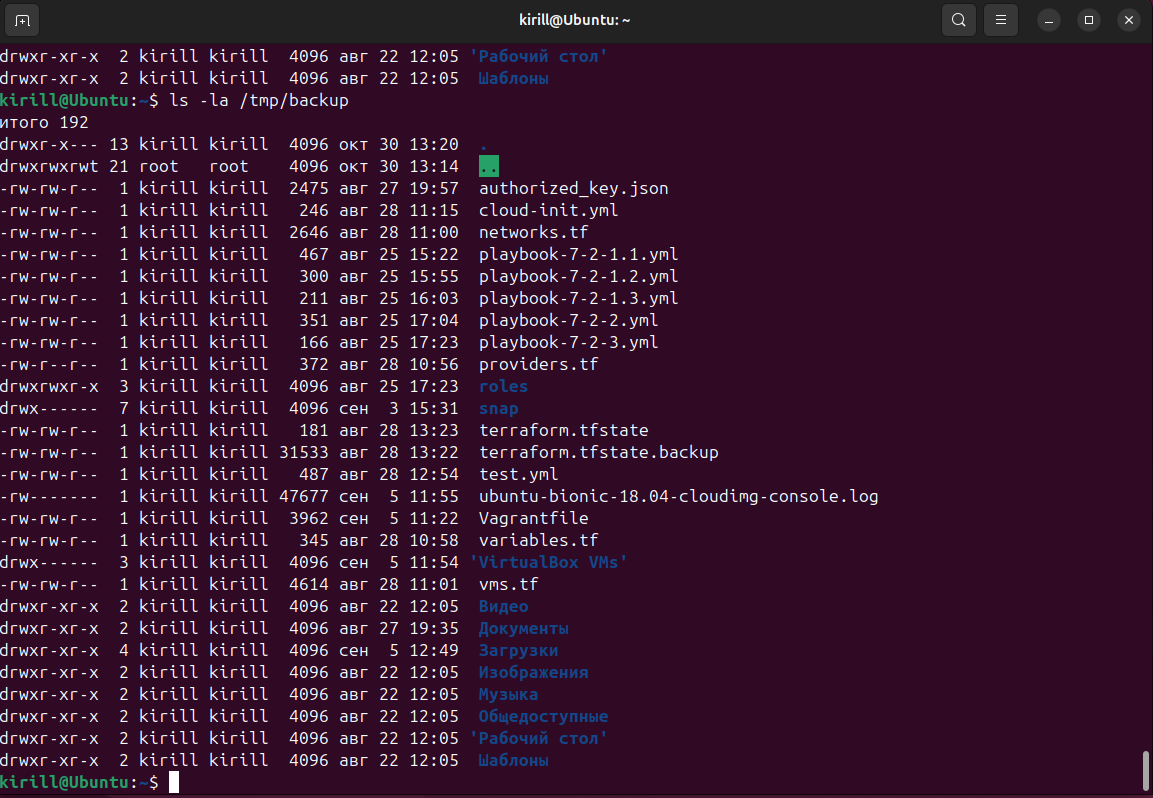 kirill@Ubuntu: ~
drwxr-xr-x  2 kirill kirill  4096 авг 22 12:05 'Рабочий стол'
drwxr-xr-x  2 kirill kirill  4096 авг 22 12:05  Шаблоны
kirill@Ubuntu:~$ ls -la /tmp/backup
итого 192
drwxr-x--- 13 kirill kirill  4096 окт 30 13:20  .
drwxrwxrwt 21 root   root    4096 окт 30 13:14  ..
-rw-rw-r--  1 kirill kirill  2475 авг 27 19:57  authorized_key.json
-rw-rw-r--  1 kirill kirill   246 авг 28 11:15  cloud-init.yml
-rw-rw-r--  1 kirill kirill  2646 авг 28 11:00  networks.tf
-rw-rw-r--  1 kirill kirill   467 авг 25 15:22  playbook-7-2-1.1.yml
-rw-rw-r--  1 kirill kirill   300 авг 25 15:55  playbook-7-2-1.2.yml
-rw-rw-r--  1 kirill kirill   211 авг 25 16:03  playbook-7-2-1.3.yml
-rw-rw-r--  1 kirill kirill   351 авг 25 17:04  playbook-7-2-2.yml
-rw-rw-r--  1 kirill kirill   166 авг 25 17:23  playbook-7-2-3.yml
-rw-r--r--  1 kirill kirill   372 авг 28 10:56  providers.tf
drwxrwxr-x  3 kirill kirill  4096 авг 25 17:23  roles
drwx------  7 kirill kirill  4096 сен  3 15:31  snap
-rw-rw-r--  1 kirill kirill   181 авг 28 13:23  terraform.tfstate
-rw-rw-r--  1 kirill kirill 31533 авг 28 13:22  terraform.tfstate.backup
-rw-rw-r--  1 kirill kirill   487 авг 28 12:54  test.yml
-rw-------  1 kirill kirill 47677 сен  5 11:55  ubuntu-bionic-18.04-cloudimg-console.log
-rw-rw-r--  1 kirill kirill  3962 сен  5 11:22  Vagrantfile
-rw-rw-r--  1 kirill kirill   345 авг 28 10:58  variables.tf
drwx------  3 kirill kirill  4096 сен  5 11:54 'VirtualBox VMs'
-rw-rw-r--  1 kirill kirill  4614 авг 28 11:01  vms.tf
drwxr-xr-x  2 kirill kirill  4096 авг 22 12:05  Видео
drwxr-xr-x  2 kirill kirill  4096 авг 27 19:35  Документы
drwxr-xr-x  4 kirill kirill  4096 сен  5 12:49  Загрузки
drwxr-xr-x  2 kirill kirill  4096 авг 22 12:05  Изображения
drwxr-xr-x  2 kirill kirill  4096 авг 22 12:05  Музыка
drwxr-xr-x  2 kirill kirill  4096 авг 22 12:05  Общедоступные
drwxr-xr-x  2 kirill kirill  4096 авг 22 12:05 'Рабочий стол'
drwxr-xr-x  2 kirill kirill  4096 авг 22 12:05  Шаблоны
kirill@Ubuntu:~$